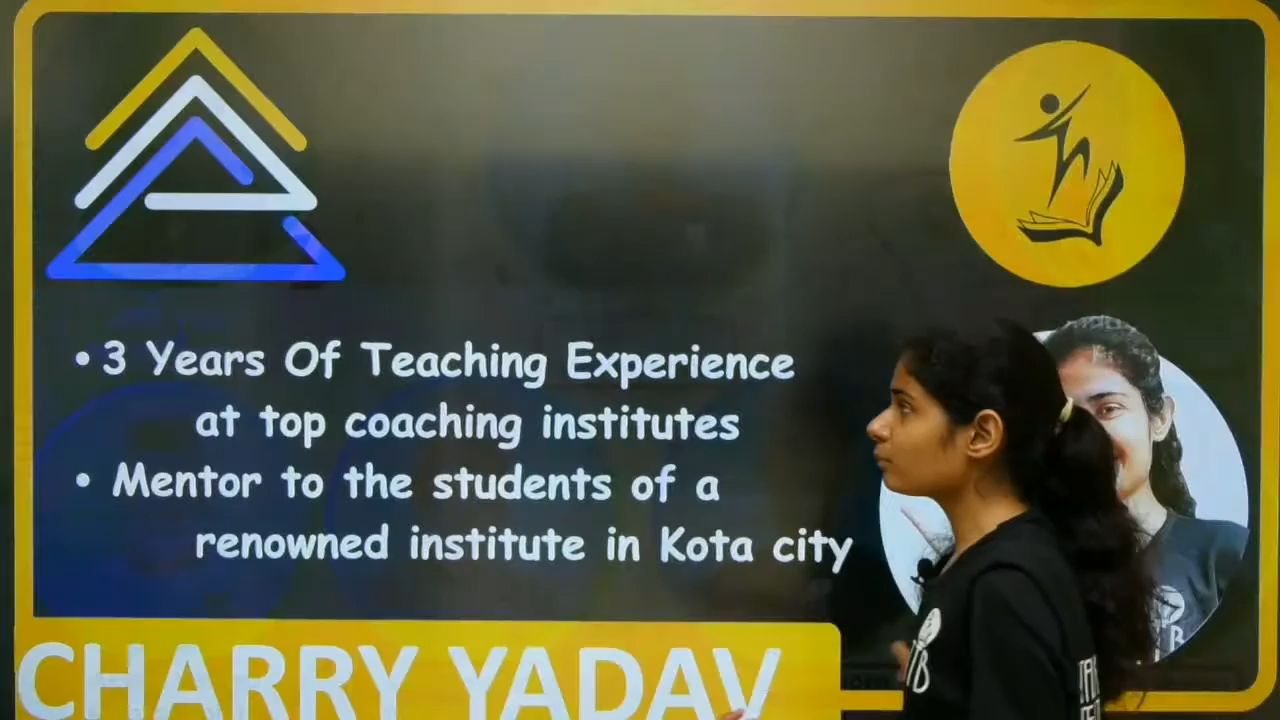 • 3 Years Of Teaching Experience
at top coaching institutes
• Mentor to the students of a
renowned institute in Kota city
CHARRY YADAV